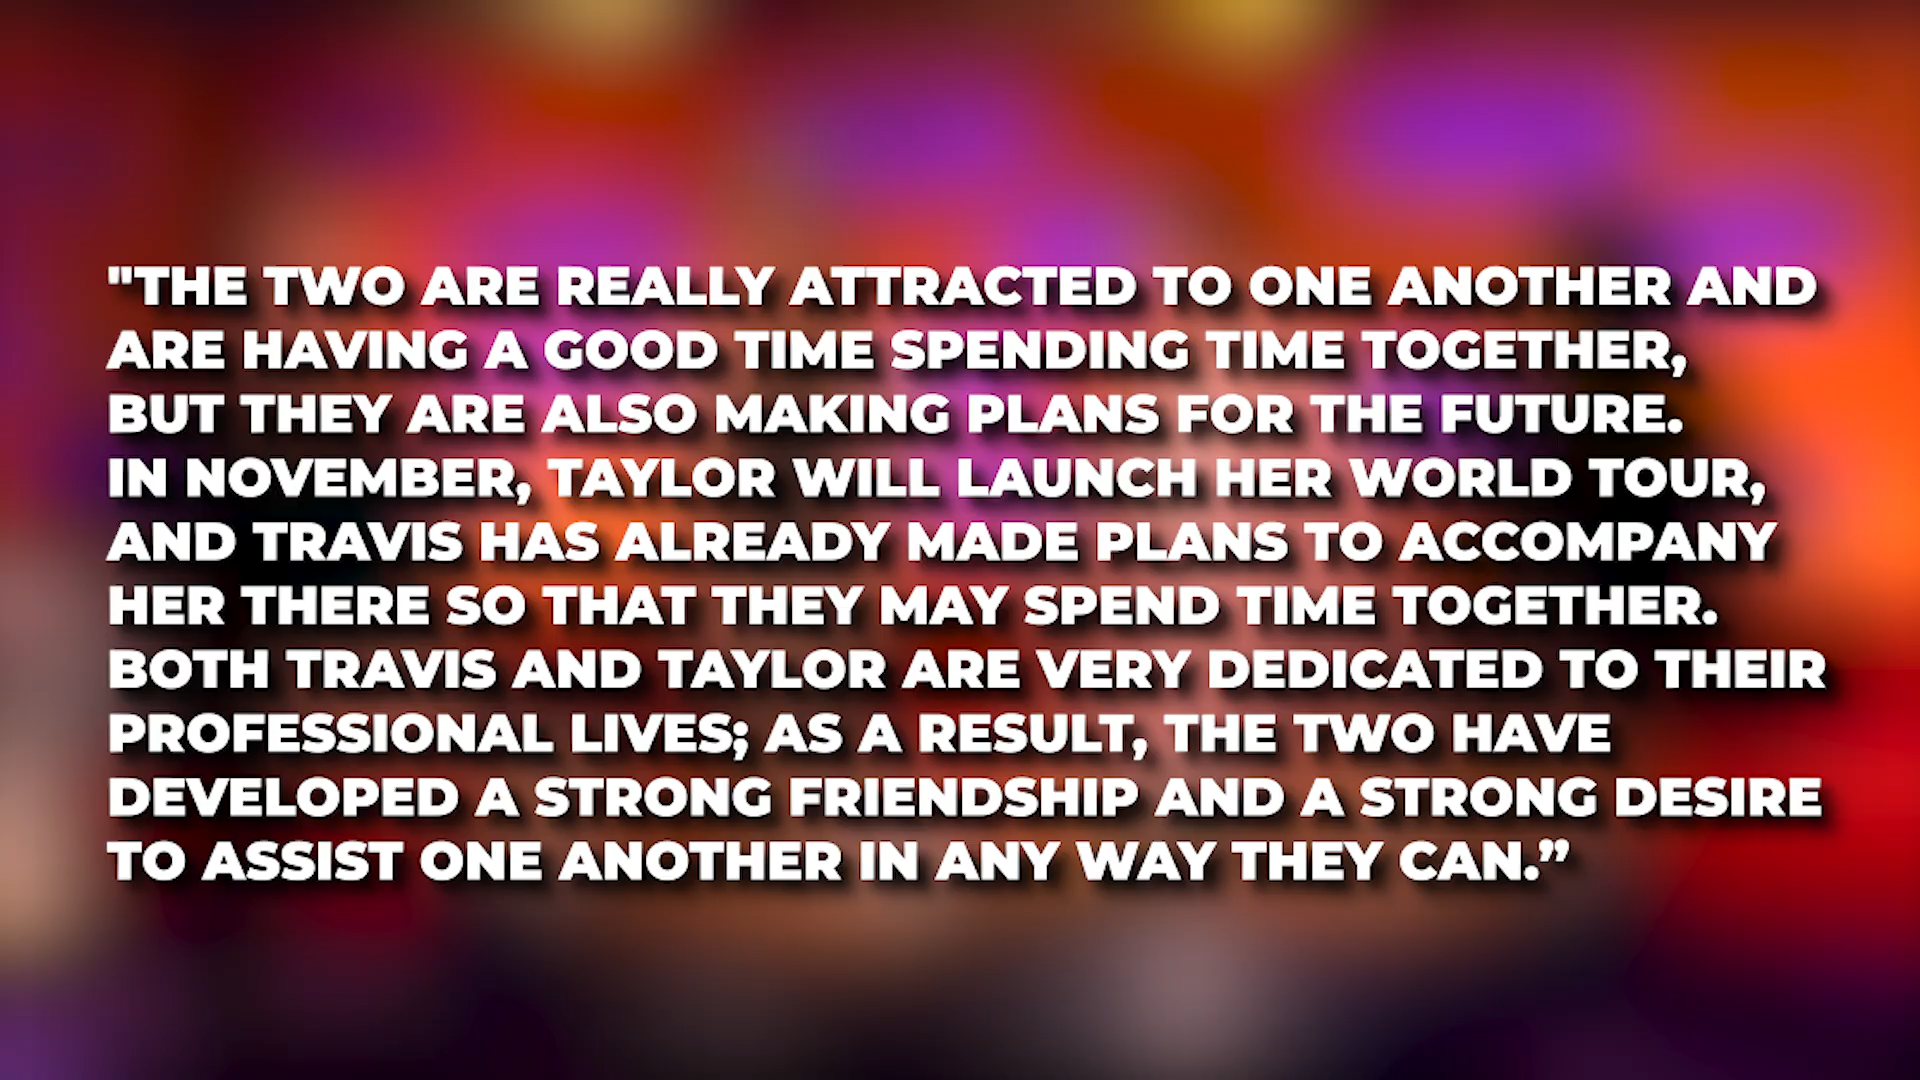 "THE TWO ARE REALLY ATTRACTED TO ONE ANOTHER AND
ARE HAVING A GOOD TIME SPENDING TIME TOGETHER,
BUT THEY ARE ALSO MAKING PLANS FOR THE FUTURE.
IN NOVEMBER, TAYLOR WILL LAUNCH HER WORLD TOUR,
AND TRAVIS HAS ALREADY MADE PLANS TO ACCOMPANY
HER THERE SO THAT THEY MAY SPEND TIME TOGETHER.
BOTH TRAVIS AND TAYLOR ARE VERY DEDICATED TO THEIR
PROFESSIONAL LIVES; AS A RESULT, THE TWO HAVE
DEVELOPED A STRONG FRIENDSHIP AND A STRONG DESIRE
TO ASSIST ONE ANOTHER IN ANY WAY THEY CAN.”